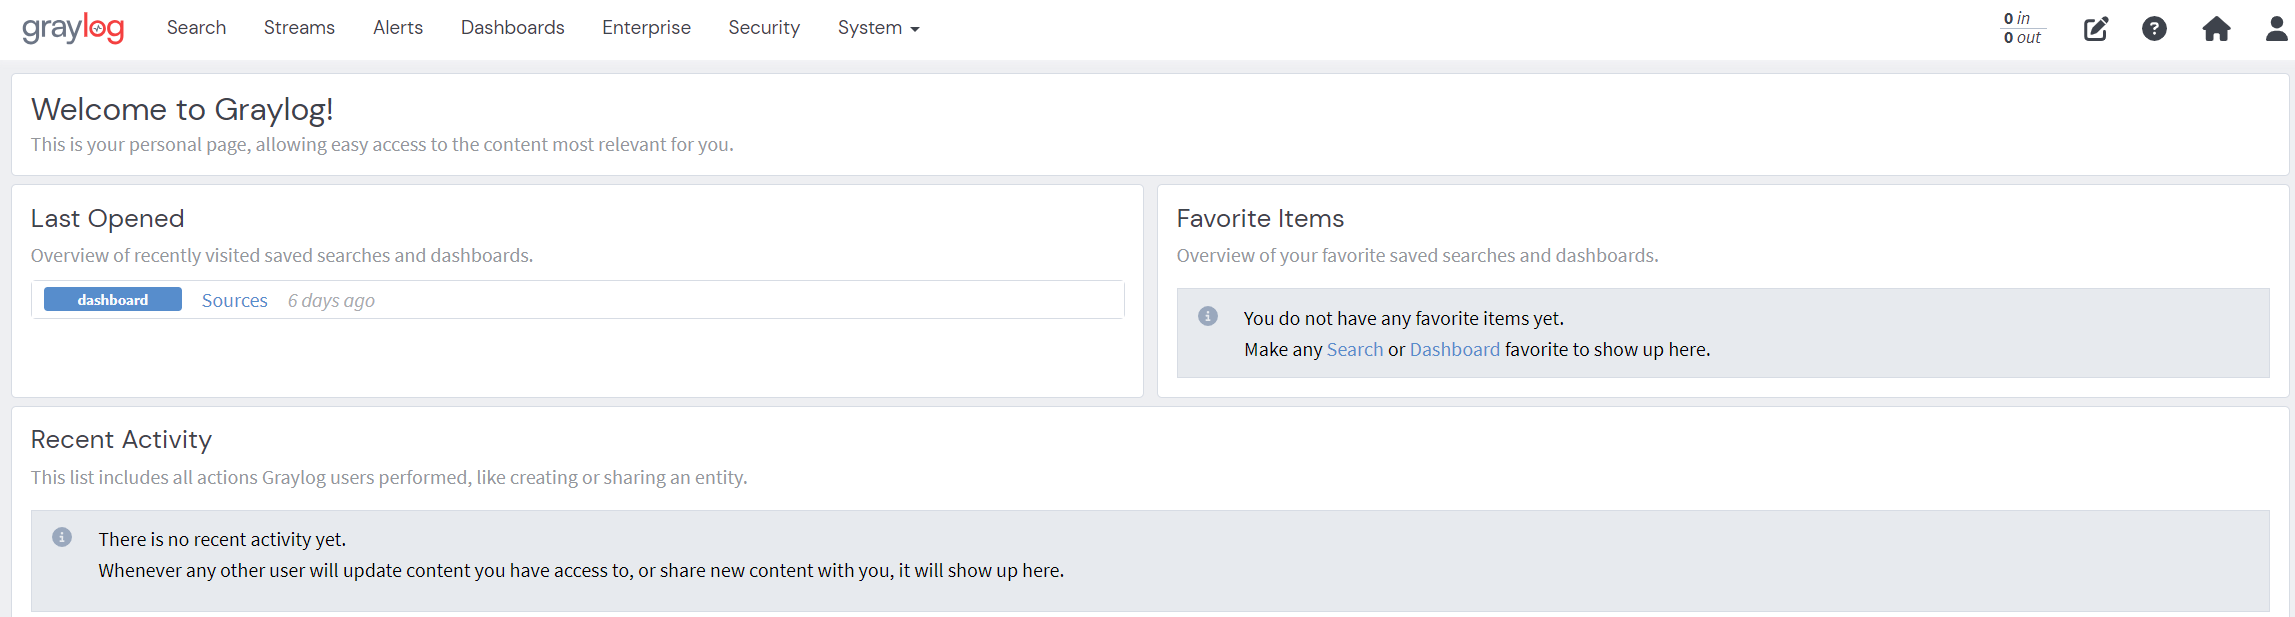 graylog Search Streams Alerts Dashboards Enterprise Security System 0 in
0 out
Welcome to Graylog!
This is your personal page, allowing easy access to the content most relevant for you.
Last Opened
Overview of recently visited saved searches and dashboards.
dashboard Sources 6 days ago
Favorite Items
Overview of your favorite saved searches and dashboards.
You do not have any favorite items yet.
Make any Search or Dashboard favorite to show up here.
Recent Activity
This list includes all actions Graylog users performed, like creating or sharing an entity.
There is no recent activity yet.
Whenever any other user will update content you have access to, or share new content with you, it will show up here.